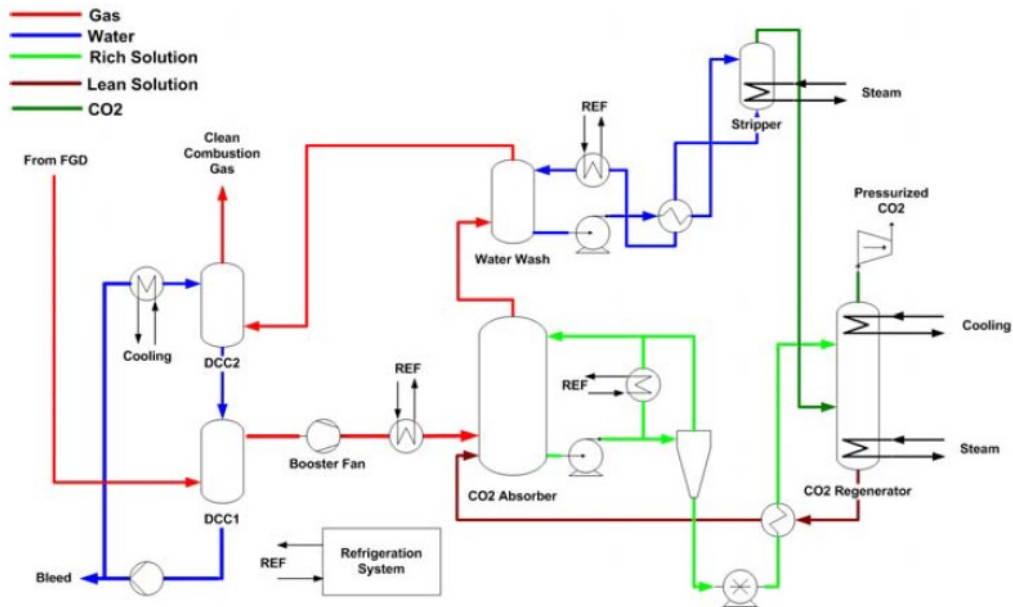 Gas
Water
Rich Solution
Lean Solution
CO2
From FGD
Clean
Combustion
Gas
REF
Stripper
Steam
Pressurized
CO2
Water Wash
Cooling
DCC2
REF
REF
Cooling
Booster Fan
CO2 Absorber
Steam
CO2 Regenerator
DCC1
Refrigeration
System
REF
Bleed